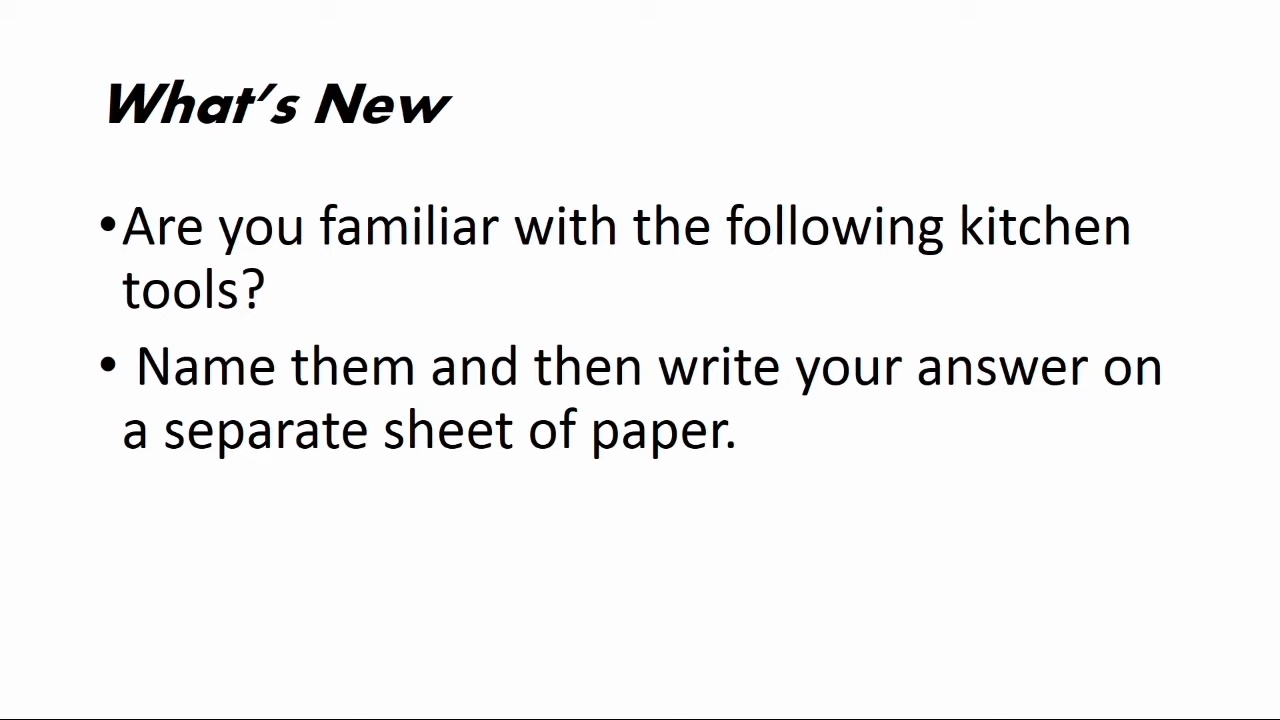 What's New
•Are you familiar with the following kitchen
tools?
• Name them and then write your answer on
a separate sheet of paper.